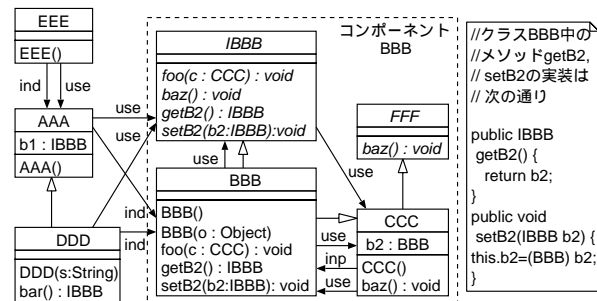 EEE
EEE()
ind
use
AAA
b1 : IBBB
AAA()
DDD
DDD(s:String)
bar() : IBBB
use
use
ind
ind
コンポーネント
BBB
IBBB
foo(c : CCC) : void
baz() : void
getB2() : IBBB
setB2(b2:IBBB):void
use
use
BBB
BBB()
BBB(o : Object)
foo(c : CCC) : void
getB2() : IBBB
setB2(b2:IBBB): void
use
inp
use
FFF
baz() : void
CCC
b2 : BBB
CCC()
baz() : void
//クラスBBB中の
//メソッドgetB2,
// setB2の実装は
// 次の通り
public IBBB
getB2() {
return b2;
}
public void
setB2(IBBB b2) {
this.b2=(BBB) b2;
}